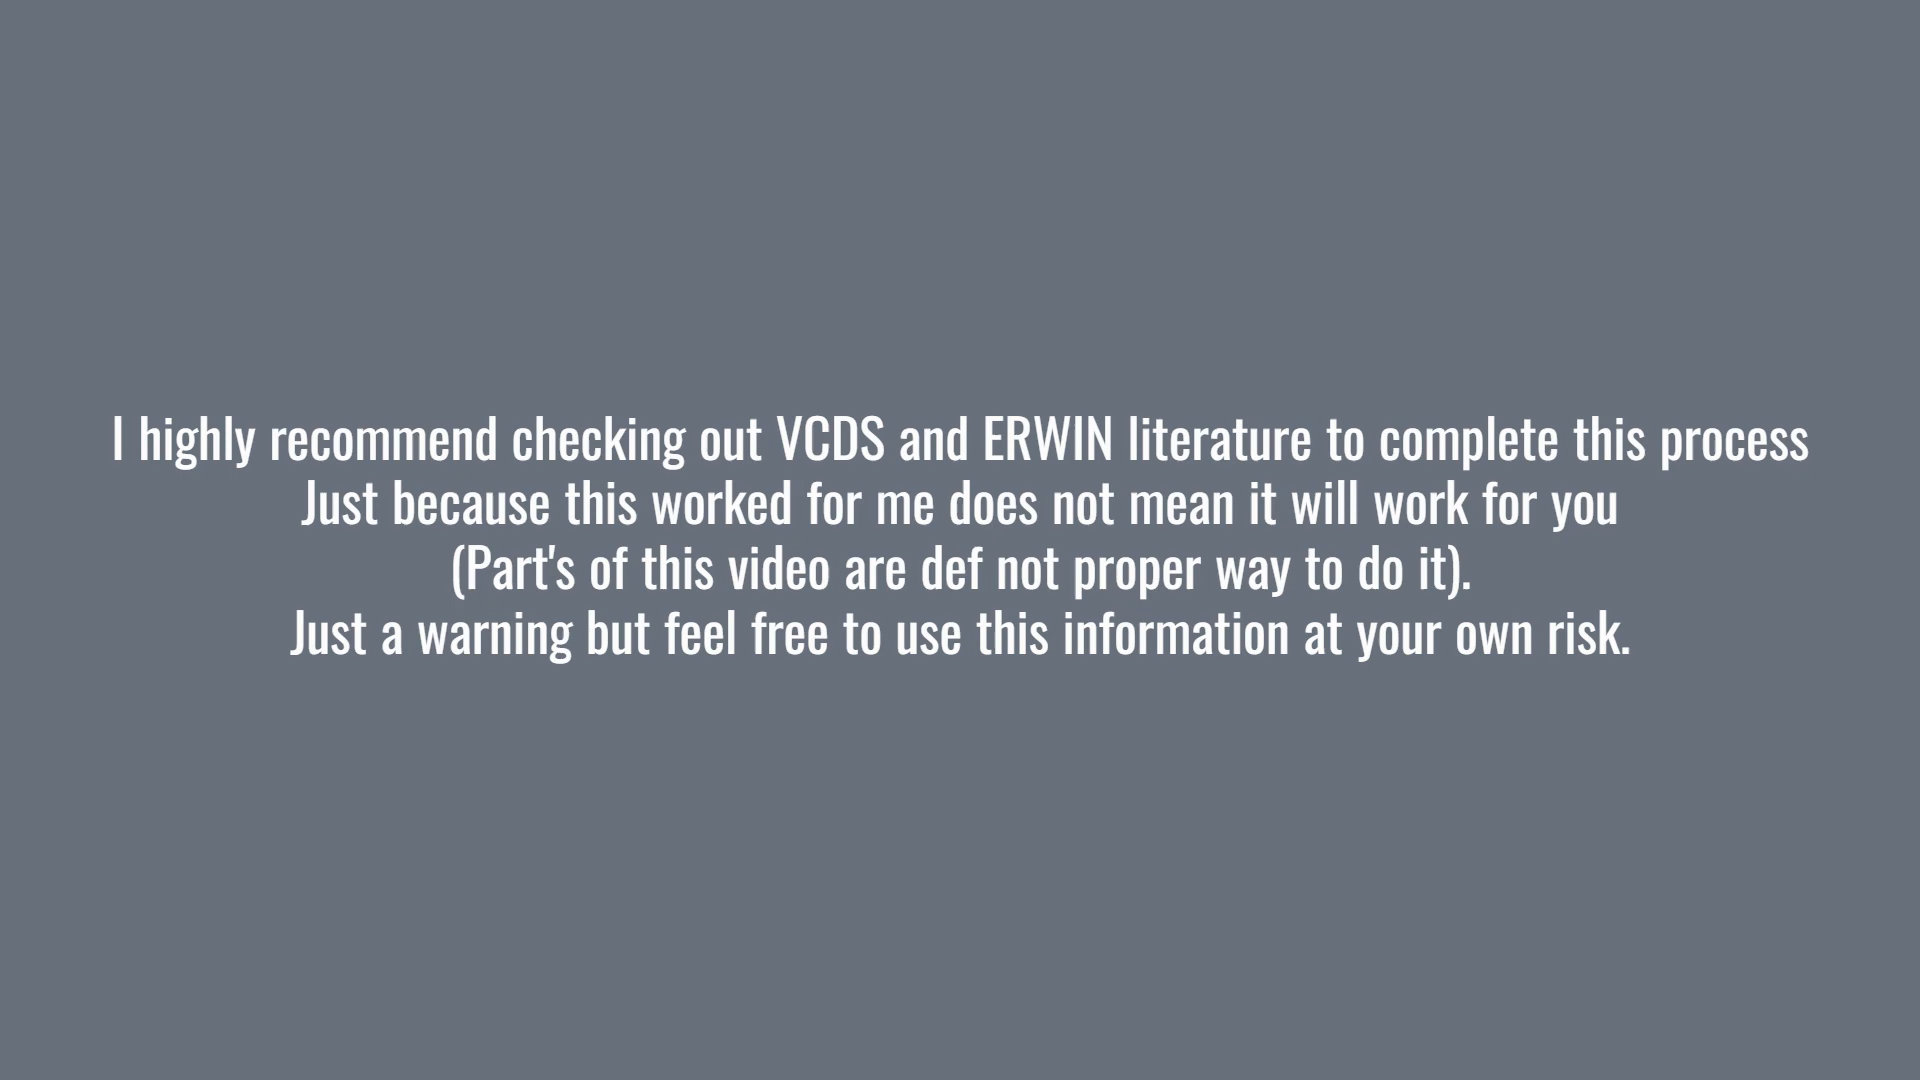 I highly recommend checking out VCDS and ERWIN literature to complete this process
Just because this worked for me does not mean it will work for you
(Part's of this video are def not proper way to do it).
Just a warning but feel free to use this information at your own risk.